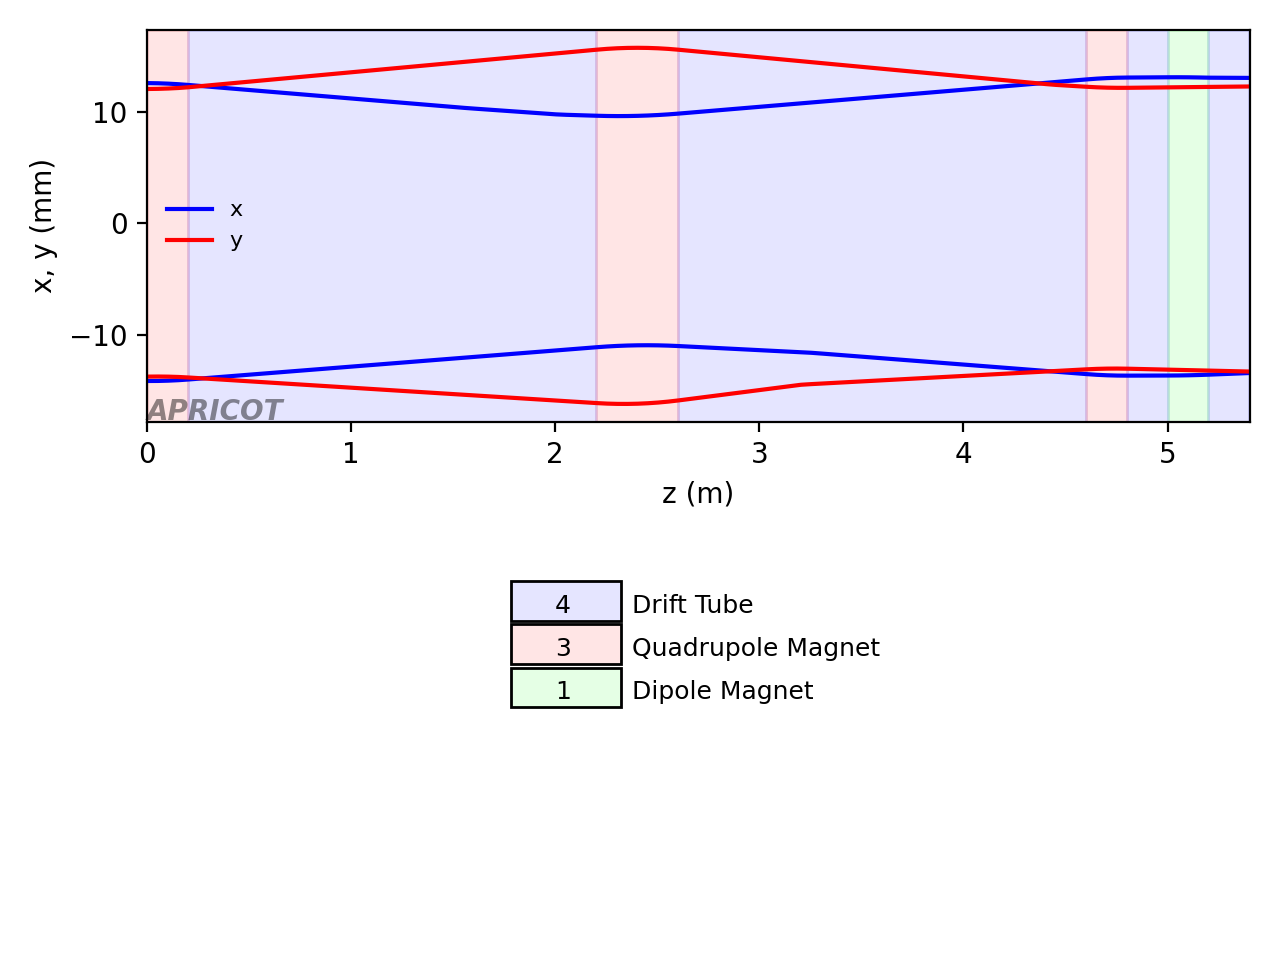 x, y (mm)
10
0
−10
x
y
APRICOT
0 1 2 3 4 5
z (m)
4 Drift Tube
3 Quadrupole Magnet
1 Dipole Magnet